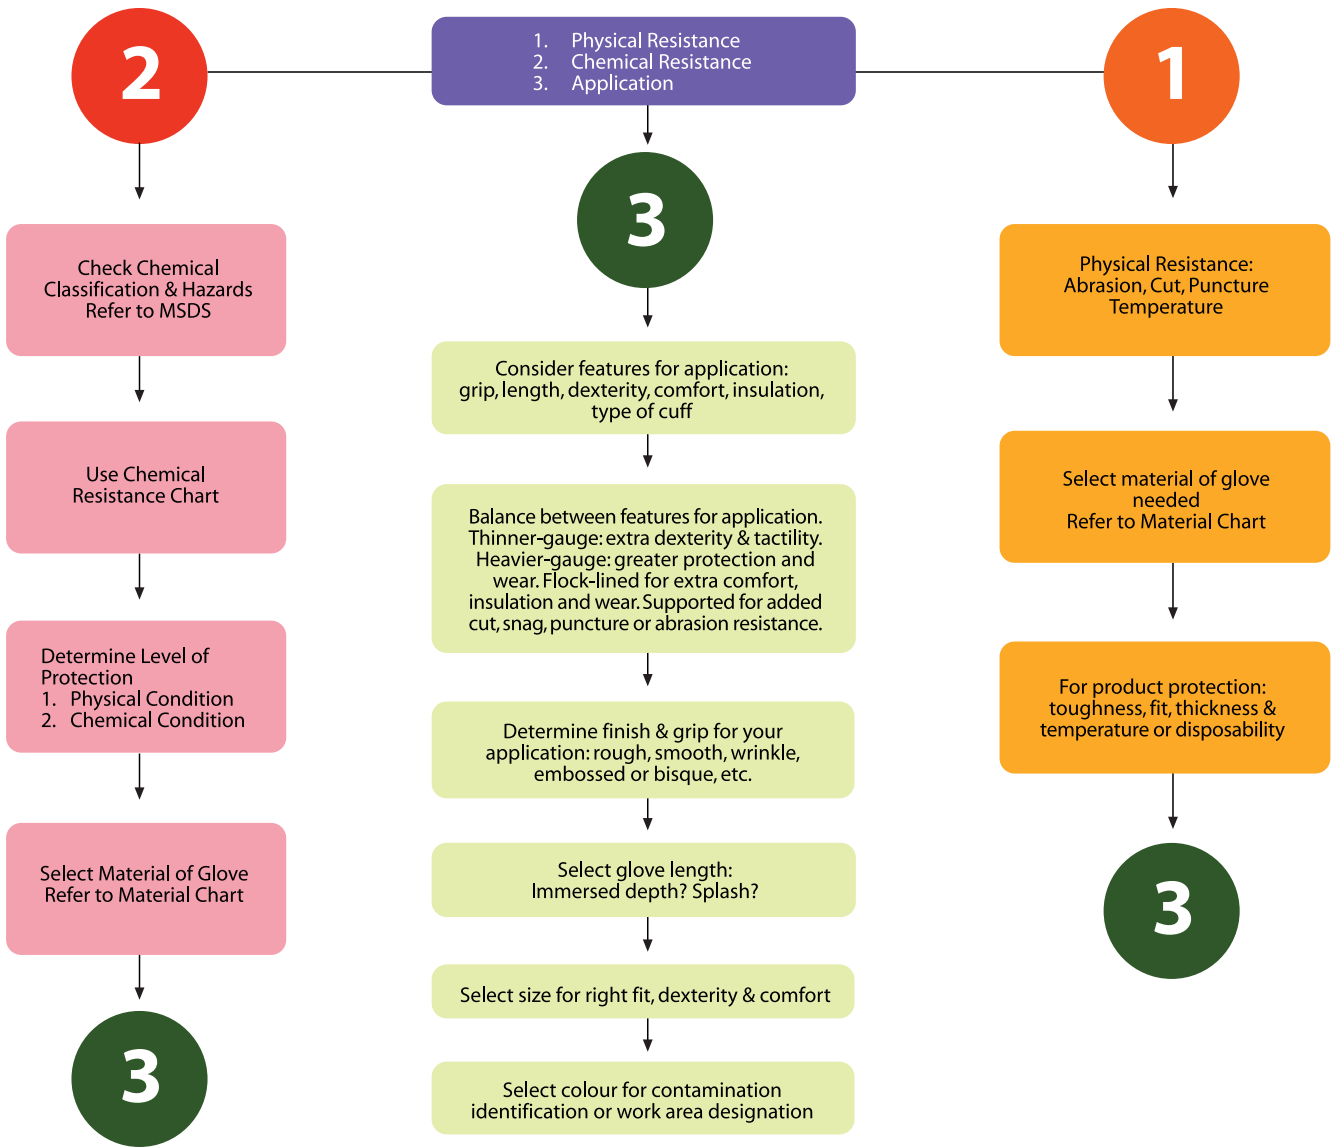 1. Physical Resistance
2. Chemical Resistance
3. Application
2
Check Chemical
Classification & Hazards
Refer to MSDS
Use Chemical
Resistance Chart
Determine Level of
Protection
1. Physical Condition
2. Chemical Condition
Select Material of Glove
Refer to Material Chart
3
3
Consider features for application:
grip, length, dexterity, comfort, insulation,
type of cuff
Balance between features for application.
Thinner-gauge: extra dexterity & tactility.
Heavier-gauge: greater protection and
wear. Flock-lined for extra comfort,
insulation and wear. Supported for added
cut, snag, puncture or abrasion resistance.
Determine finish & grip for your
application: rough, smooth, wrinkle,
embossed or bisque, etc.
Select glove length:
Immersed depth? Splash?
Select size for right fit, dexterity & comfort
Select colour for contamination
identification or work area designation
1
Physical Resistance:
Abrasion, Cut, Puncture
Temperature
Select material of glove
needed
Refer to Material Chart
For product protection:
toughness, fit, thickness &
temperature or disposability
3